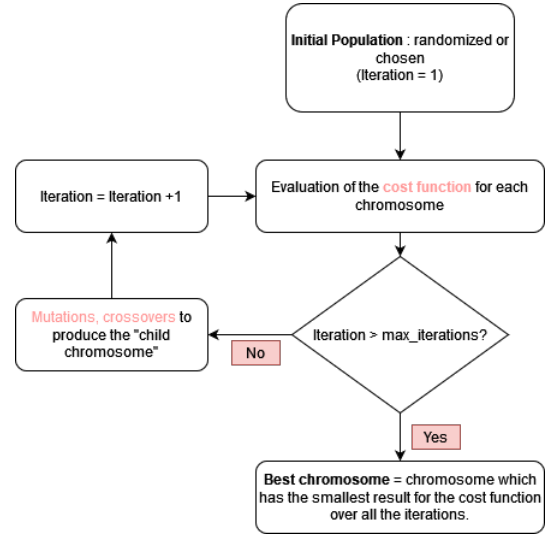 Initial Population : randomized or
chosen
(Iteration = 1)
Iteration = Iteration +1
Evaluation of the cost function for each
chromosome
Mutations, crossovers to
produce the "child
chromosome"
Iteration > max_iterations?
No
Yes
Best chromosome = chromosome which
has the smallest result for the cost function
over all the iterations.